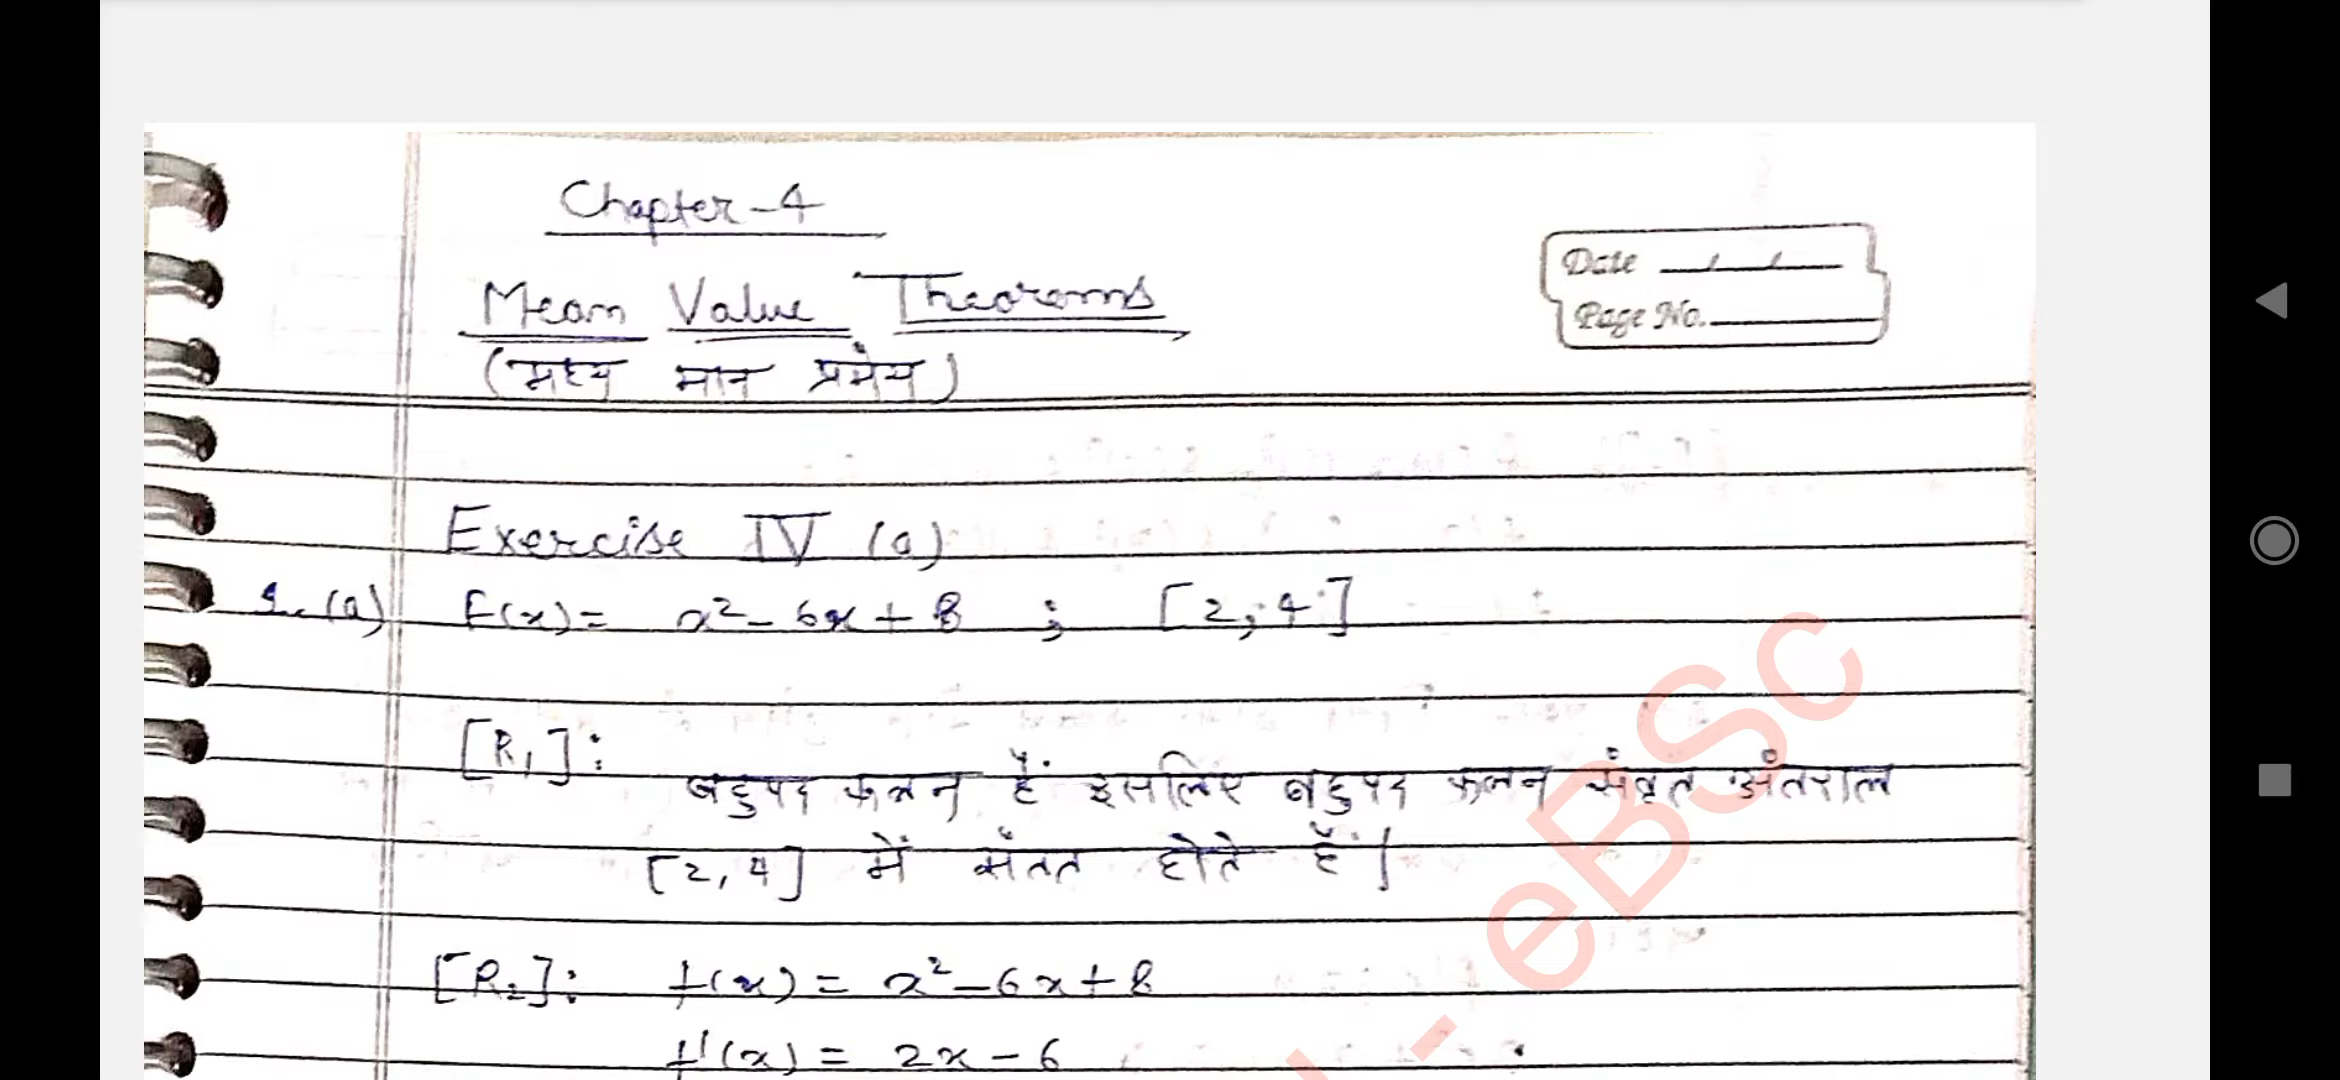 Chapter-4
Mean Value Theorems
(मध्य मान प्रमेय)
Date
Page No.
Exercise IV (a)
1. (a) F(x) = x² - 6x + 8 ; [2, 4]
[R₁]:
बहुपद फलन हैं. इसलिए बहुपद फलन संवृत अंतराल
[2, 4] में संतत होते हैं।
[R₂]: f(x) = x² - 6x + 8
f'(x) = 2x - 6
- eBSc